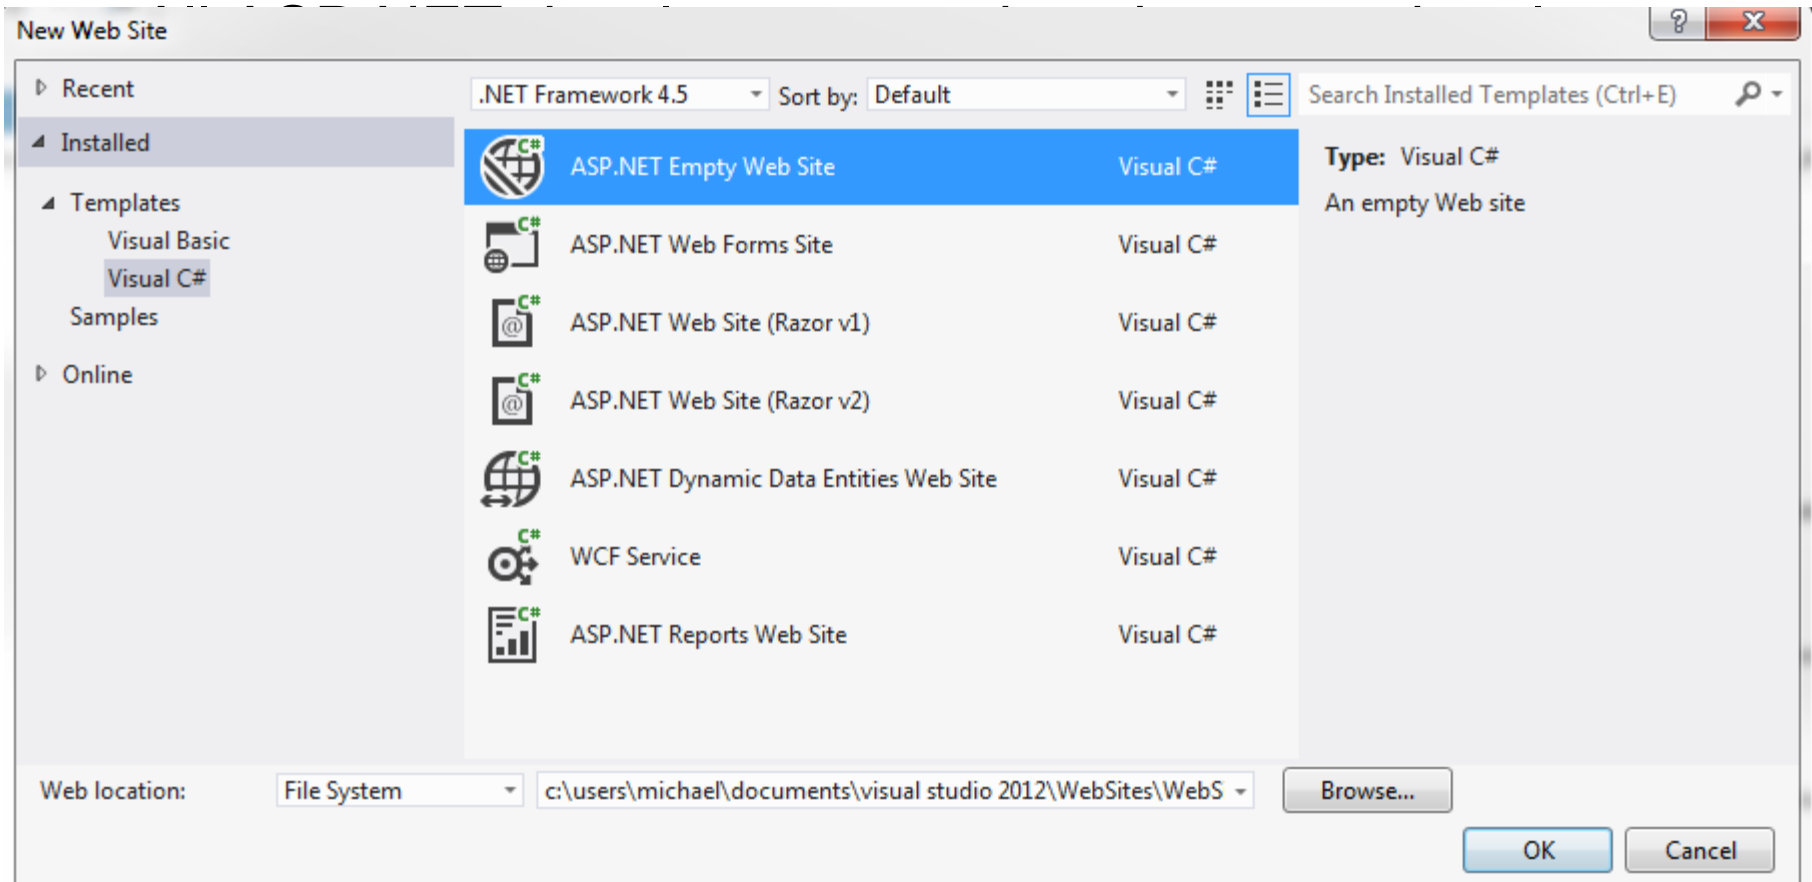 New Web Site
Recent
Installed
Templates
Visual Basic
Visual C#
Samples
Online
.NET Framework 4.5 Sort by: Default
Search Installed Templates (Ctrl+E)
ASP.NET Empty Web Site Visual C#
ASP.NET Web Forms Site Visual C#
ASP.NET Web Site (Razor v1) Visual C#
ASP.NET Web Site (Razor v2) Visual C#
ASP.NET Dynamic Data Entities Web Site Visual C#
WCF Service Visual C#
ASP.NET Reports Web Site Visual C#
Type: Visual C#
An empty Web site
Web location: File System c:\users\michael\documents\visual studio 2012\WebSites\WebS Browse...
OK Cancel